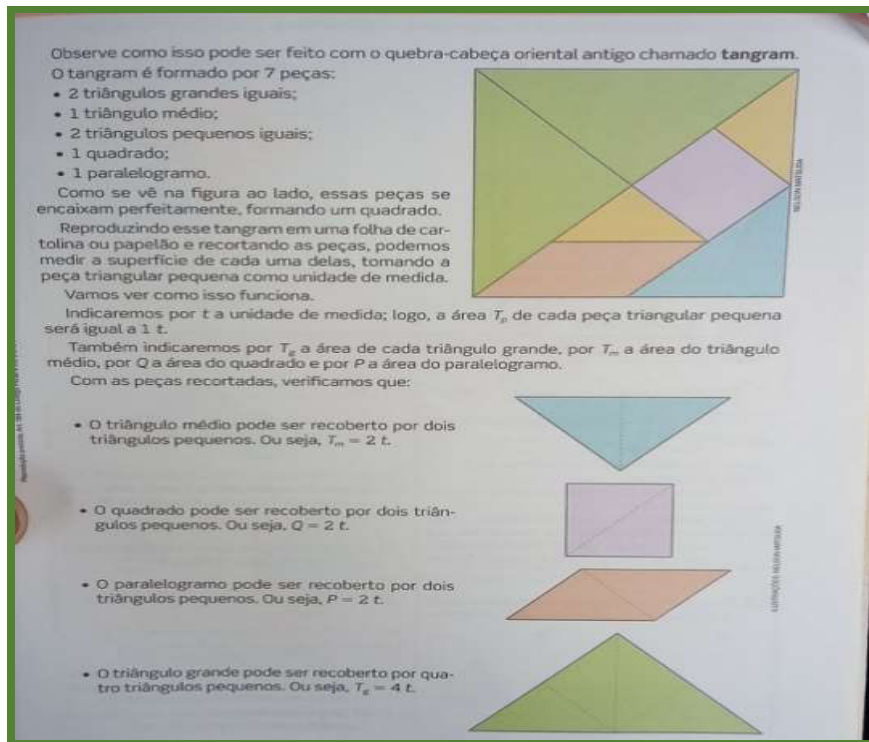 Observe como isso pode ser feito com o quebra-cabeça oriental antigo chamado tangram.
O tangram é formado por 7 peças:
• 2 triângulos grandes iguais;
• 1 triângulo médio;
• 2 triângulos pequenos iguais;
• 1 quadrado;
• 1 paralelogramo.
Como se vê na figura ao lado, essas peças se
encaixam perfeitamente, formando um quadrado.
Reproduzindo esse tangram em uma folha de car-
tolina ou papelão e recortando as peças, podemos
medir a superfície de cada uma delas, tomando a
peça triangular pequena como unidade de medida.
Vamos ver como isso funciona.
NELSON MATSUDA
Indicaremos por t a unidade de medida; logo, a área Tₚ de cada peça triangular pequena
será igual a 1 t.
Também indicaremos por T_g a área de cada triângulo grande, por Tₘ a área do triângulo
médio, por Q a área do quadrado e por P a área do paralelogramo.
Com as peças recortadas, verificamos que:
• O triângulo médio pode ser recoberto por dois
triângulos pequenos. Ou seja, Tₘ = 2 t.
• O quadrado pode ser recoberto por dois triân-
gulos pequenos. Ou seja, Q = 2 t.
• O paralelogramo pode ser recoberto por dois
triângulos pequenos. Ou seja, P = 2 t.
• O triângulo grande pode ser recoberto por qua-
tro triângulos pequenos. Ou seja, T_g = 4 t.
ILUSTRAÇÕES: NELSON MATSUDA